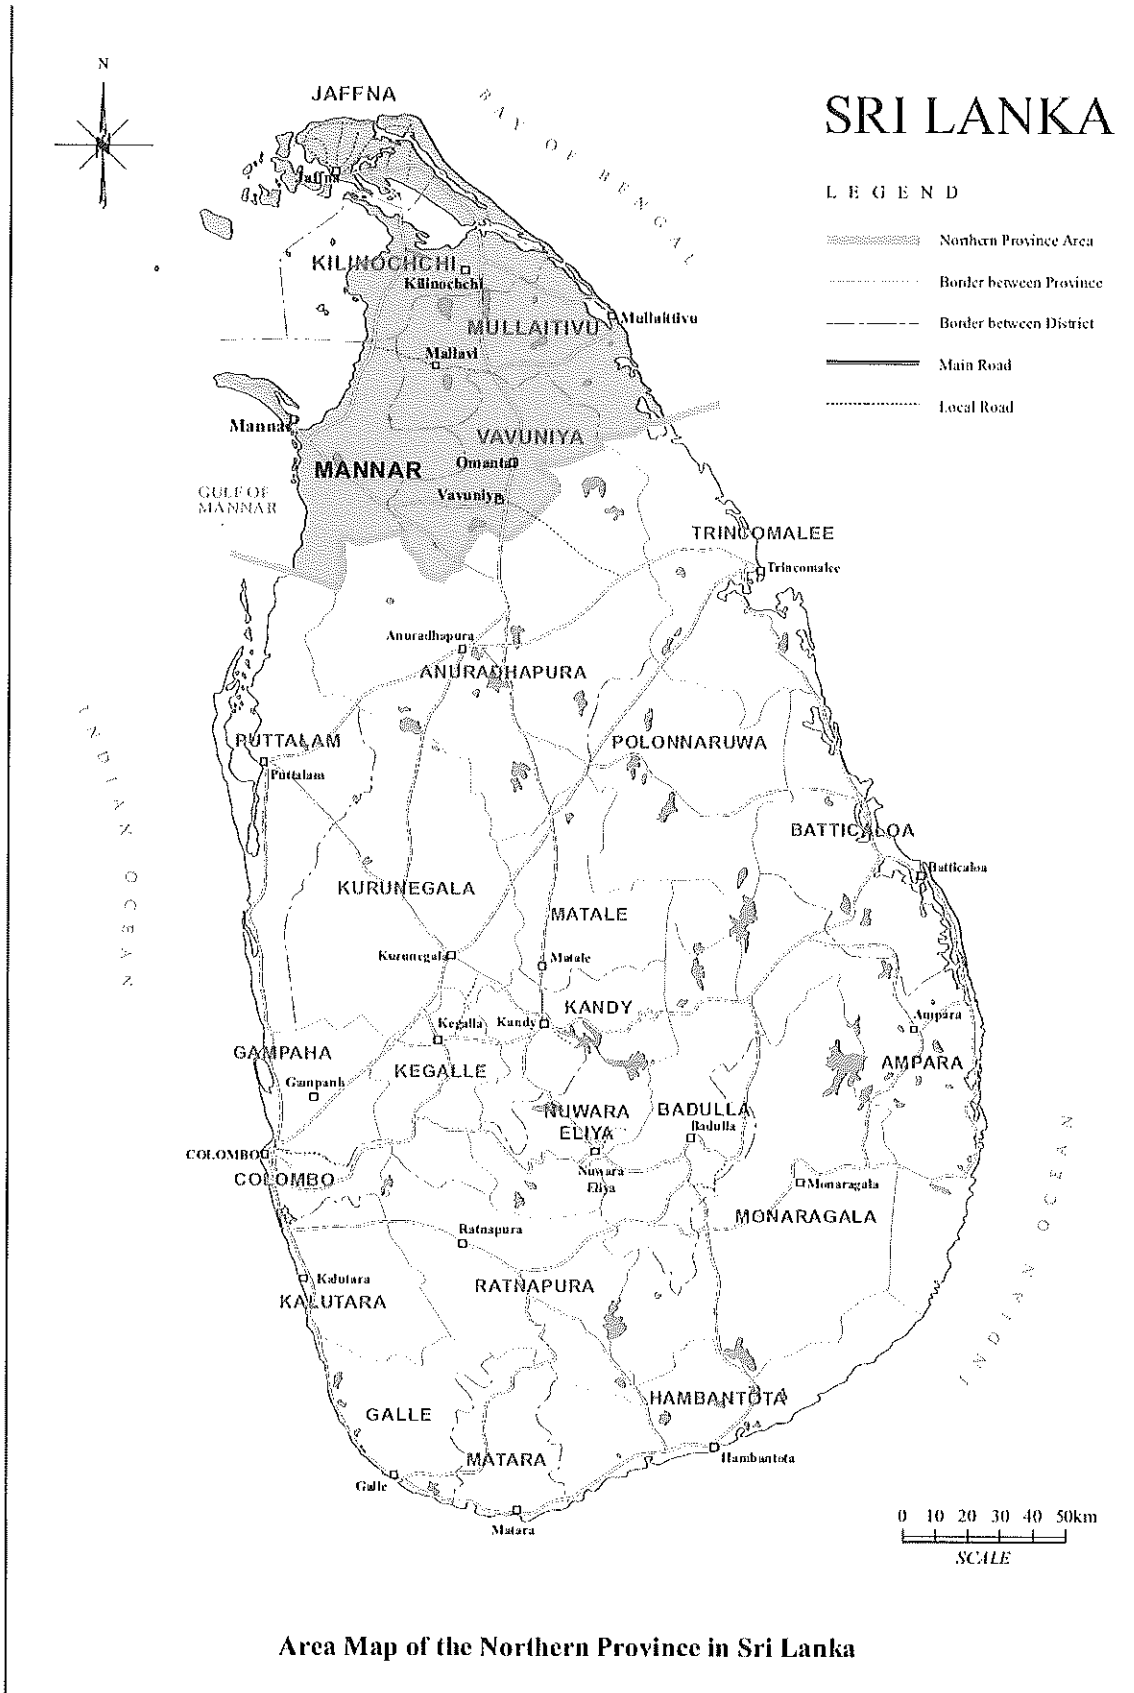 N
JAFFNA
BAY OF BENGAL
SRI LANKA
LEGEND
Northern Province Area
Border between Province
Border between District
Main Road
Local Road
Jaffna
KILINOCHCHI
Kilinochchi
Mullaitivu
MULLAITIVU
Mallavi
Mannar
VAVUNIYA
MANNAR
Omantai
Vavuniya
GULF OF
MANNAR
TRINCOMALEE
Trincomalee
Anuradhapura
ANURADHAPURA
INDIAN OCEAN
PUTTALAM
Puttalam
POLONNARUWA
BATTICALOA
Batticaloa
KURUNEGALA
MATALE
Kurunegala
Matale
KANDY
Kegalla
Kandy
Ampara
GAMPAHA
KEGALLE
AMPARA
Gampanh
NUWARA
ELIYA
BADULLA
Badulla
COLOMBO
COLOMBO
Nuwara
Eliya
Monaragala
MONARAGALA
INDIAN OCEAN
Ratnapura
RATNAPURA
Kalutara
KALUTARA
GALLE
HAMBANTOTA
MATARA
Hambantota
Galle
Matara
0 10 20 30 40 50km
SCALE
Area Map of the Northern Province in Sri Lanka